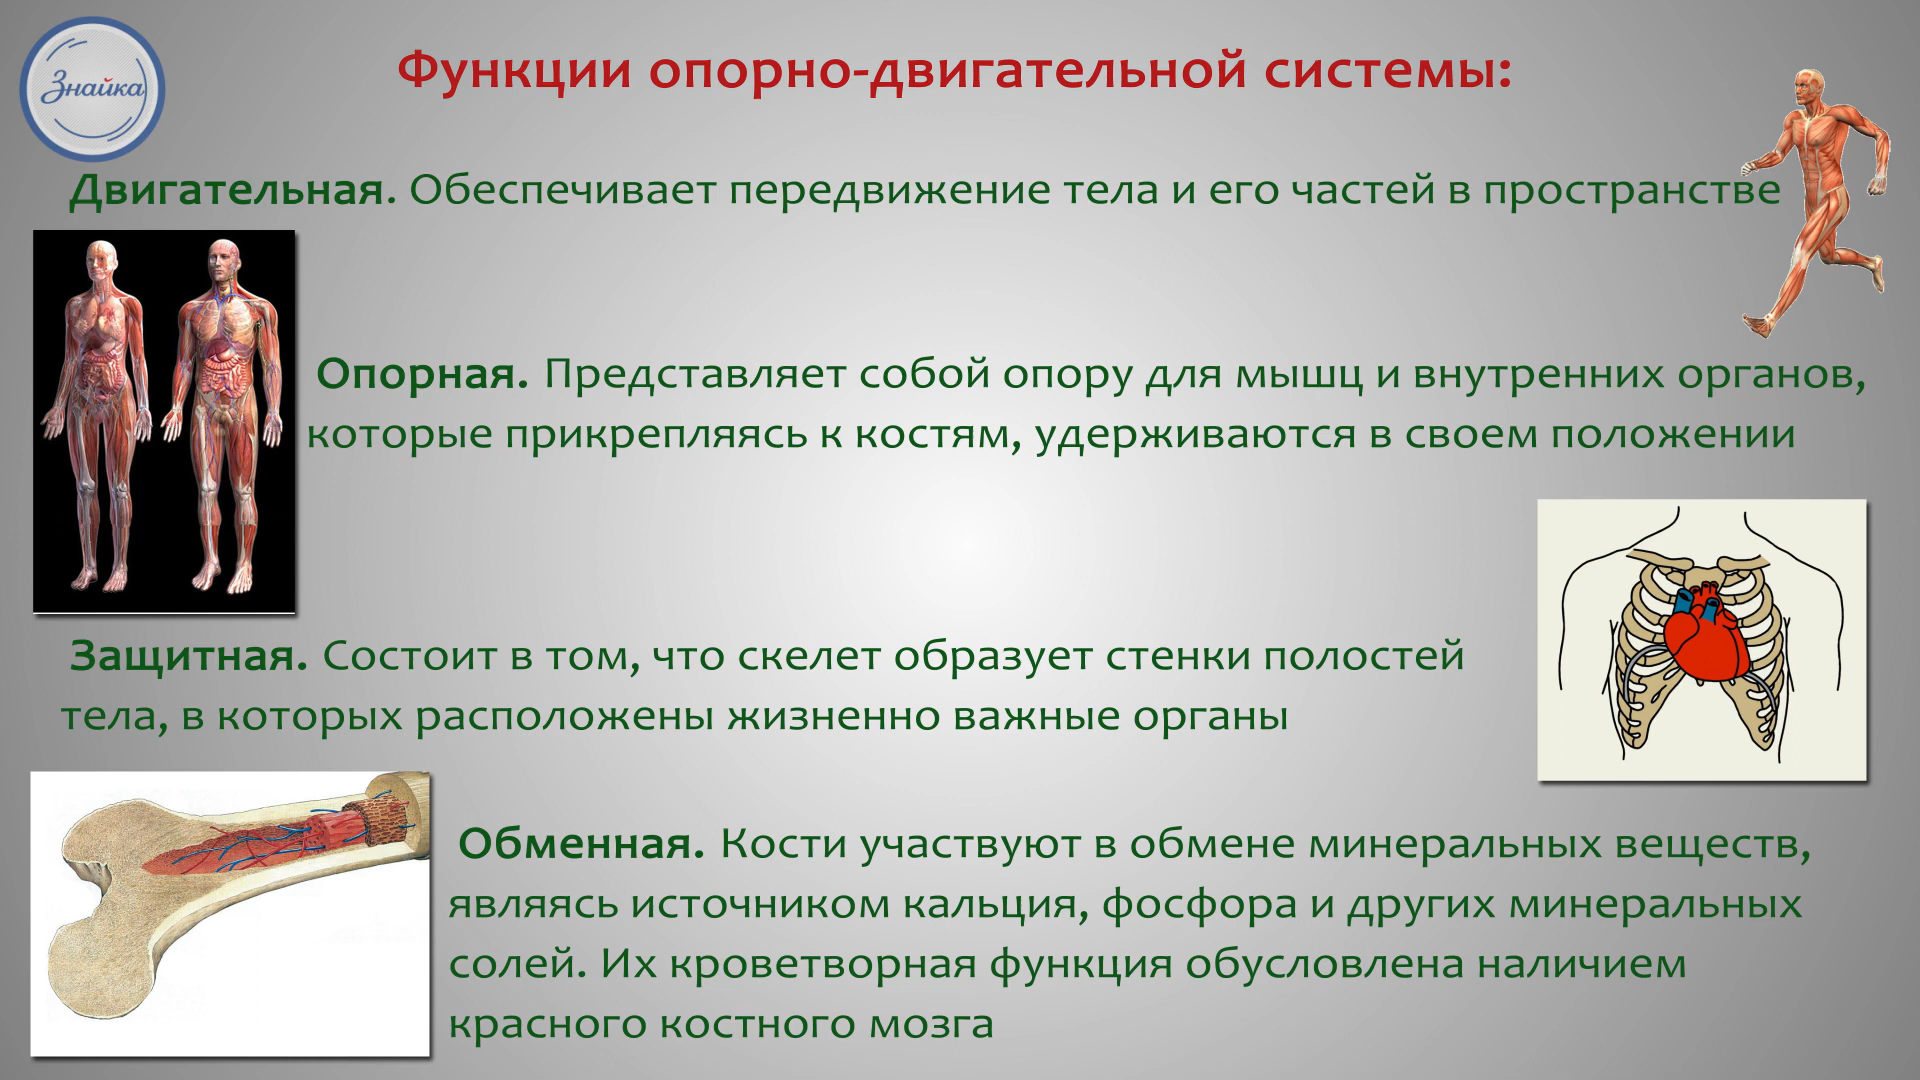 Знайка
Функции опорно-двигательной системы:
Двигательная. Обеспечивает передвижение тела и его частей в пространстве
Опорная. Представляет собой опору для мышц и внутренних органов,
которые прикрепляясь к костям, удерживаются в своем положении
Защитная. Состоит в том, что скелет образует стенки полостей
тела, в которых расположены жизненно важные органы
Обменная. Кости участвуют в обмене минеральных веществ,
являясь источником кальция, фосфора и других минеральных
солей. Их кроветворная функция обусловлена наличием
красного костного мозга